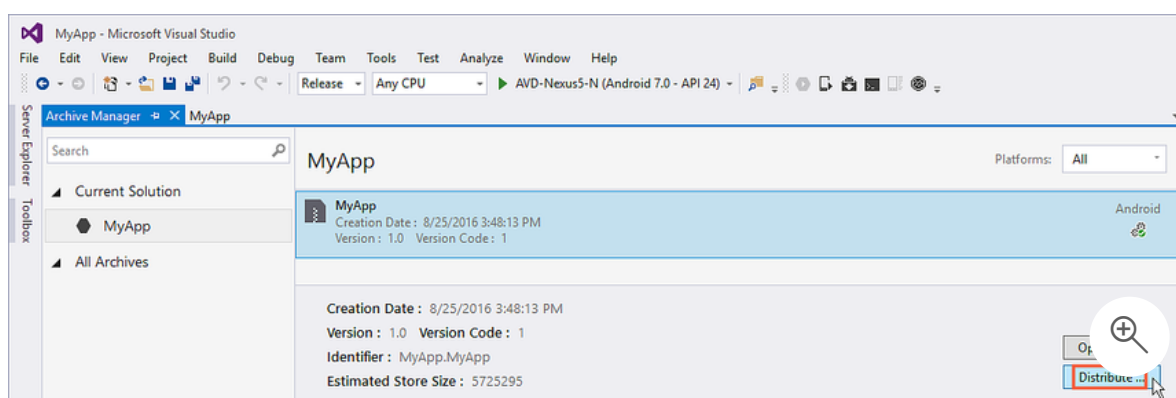 MyApp - Microsoft Visual Studio
File Edit View Project Build Debug Team Tools Test Analyze Window Help
Release Any CPU AVD-Nexus5-N (Android 7.0 - API 24)
Server Explorer
Toolbox
Archive Manager MyApp
Search
Current Solution
MyApp
All Archives
MyApp
Platforms: All
MyApp
Creation Date : 8/25/2016 3:48:13 PM
Version : 1.0 Version Code : 1
Android
Creation Date : 8/25/2016 3:48:13 PM
Version : 1.0 Version Code : 1
Identifier : MyApp.MyApp
Estimated Store Size : 5725295
Distribute ...